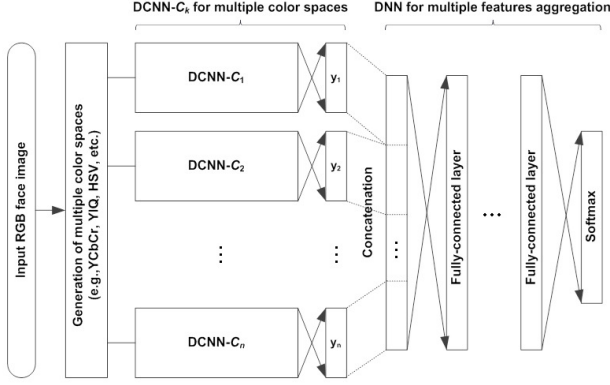 DCNN-Ck for multiple color spaces
DNN for multiple features aggregation
Input RGB face image
Generation of multiple color spaces
(e.g.,YCbCr, YIQ, HSV, etc.)
DCNN-C1
y1
DCNN-C2
y2
...
...
DCNN-Cn
yn
Concatenation
...
Fully-connected layer
...
Fully-connected layer
Softmax